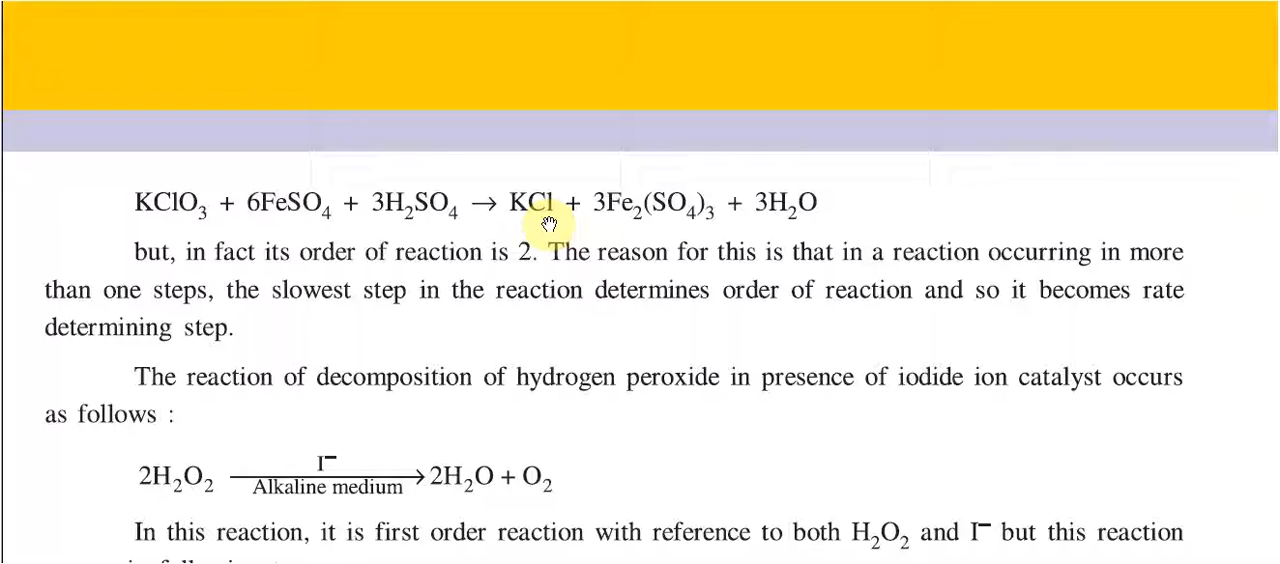 KClO₃ + 6FeSO₄ + 3H₂SO₄ → KCl + 3Fe₂(SO₄)₃ + 3H₂O
but, in fact its order of reaction is 2. The reason for this is that in a reaction occurring in more
than one steps, the slowest step in the reaction determines order of reaction and so it becomes rate
determining step.
The reaction of decomposition of hydrogen peroxide in presence of iodide ion catalyst occurs
as follows :
I⁻
2H₂O₂ → 2H₂O + O₂
Alkaline medium
In this reaction, it is first order reaction with reference to both H₂O₂ and I⁻ but this reaction